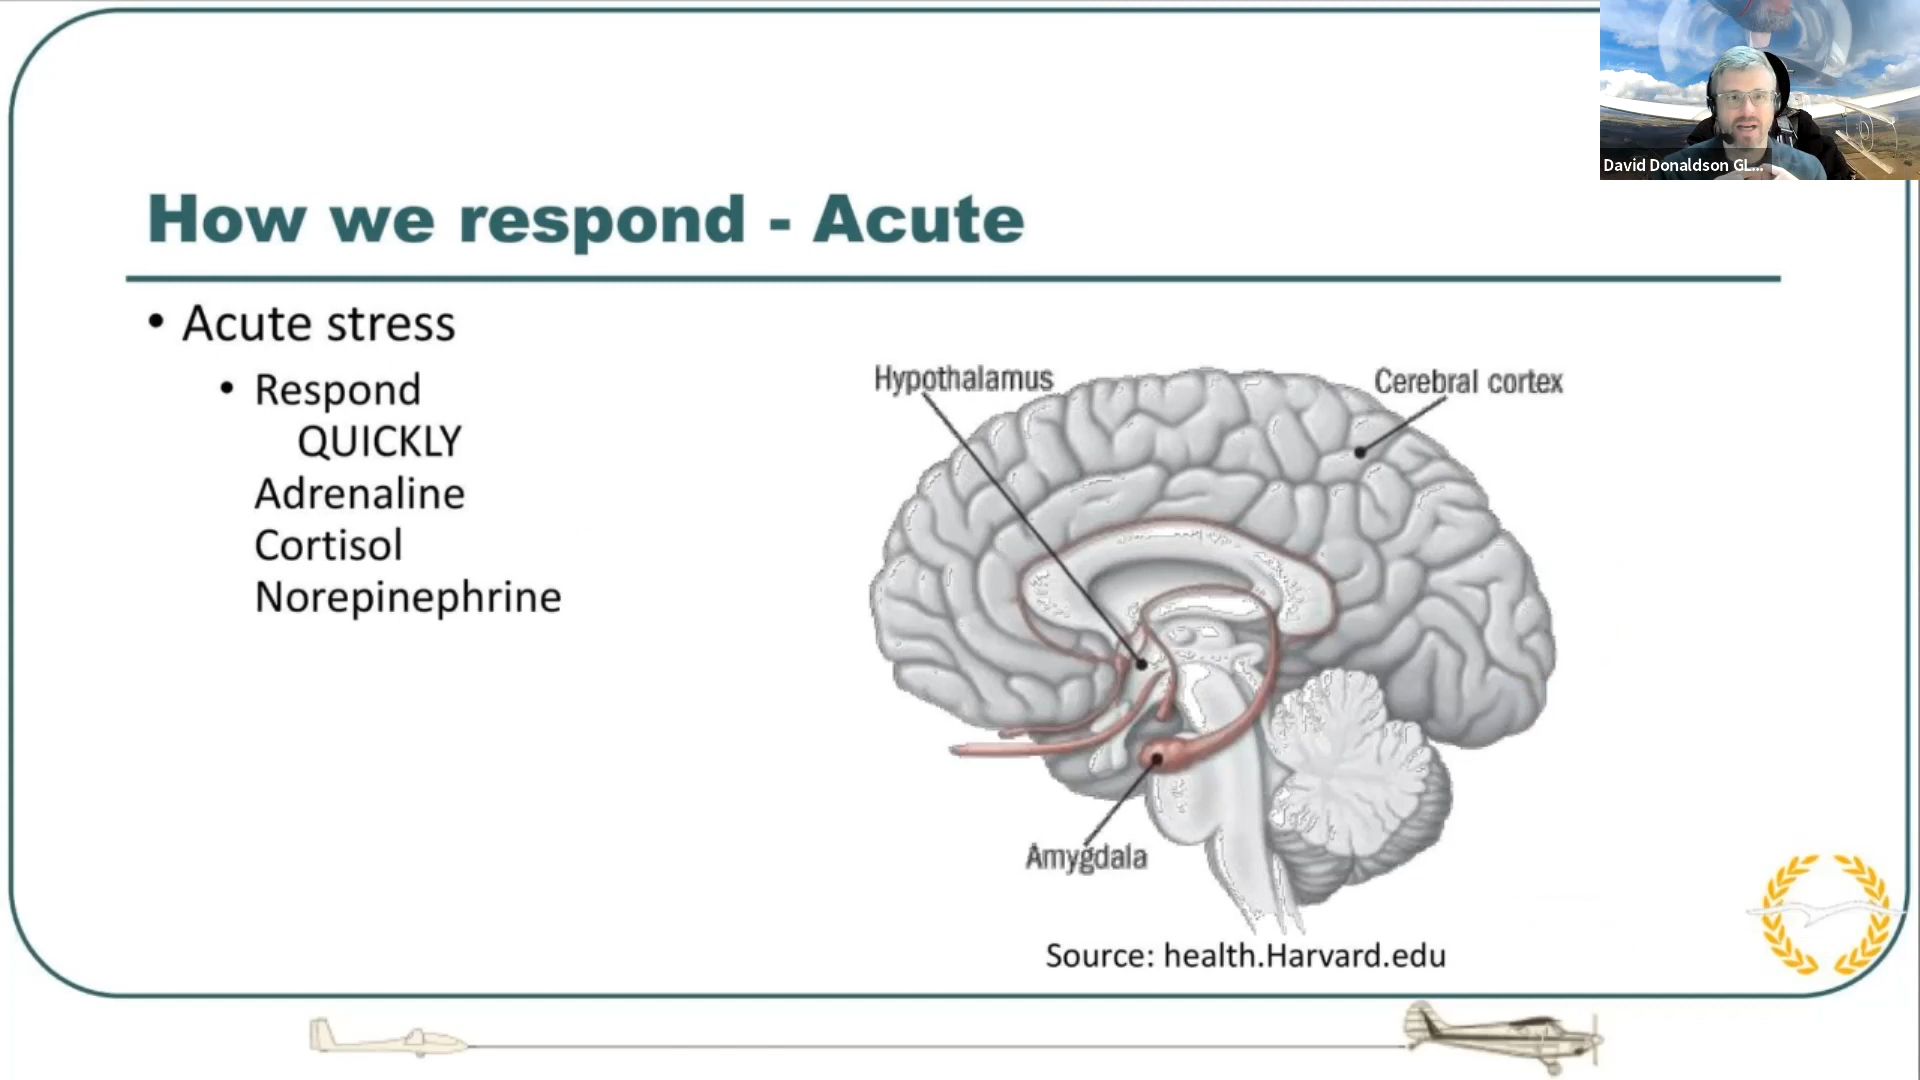 David Donaldson GL...
How we respond - Acute
• Acute stress
• Respond
QUICKLY
Adrenaline
Cortisol
Norepinephrine
Hypothalamus
Cerebral cortex
Amygdala
Source: health.Harvard.edu